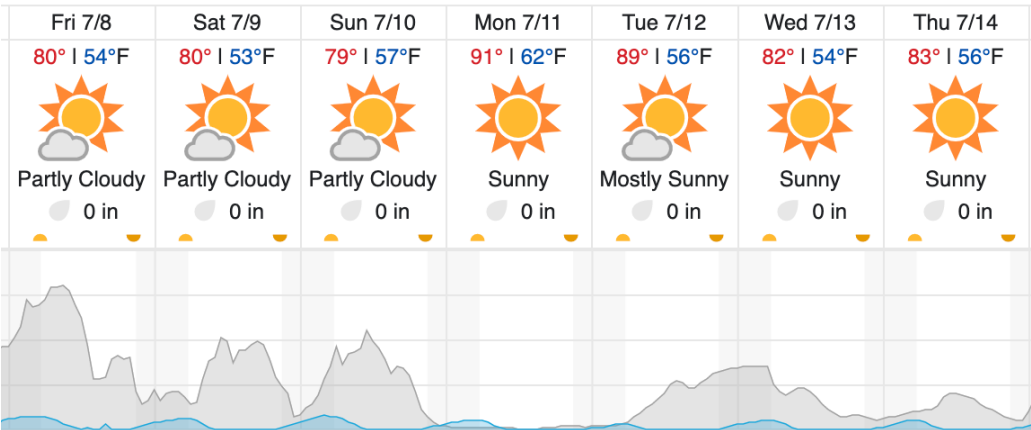 Fri 7/8 Sat 7/9 Sun 7/10 Mon 7/11 Tue 7/12 Wed 7/13 Thu 7/14
80° | 54°F 80° | 53°F 79° | 57°F 91° | 62°F 89° | 56°F 82° | 54°F 83° | 56°F
Partly Cloudy Partly Cloudy Partly Cloudy Sunny Mostly Sunny Sunny Sunny
0 in 0 in 0 in 0 in 0 in 0 in 0 in